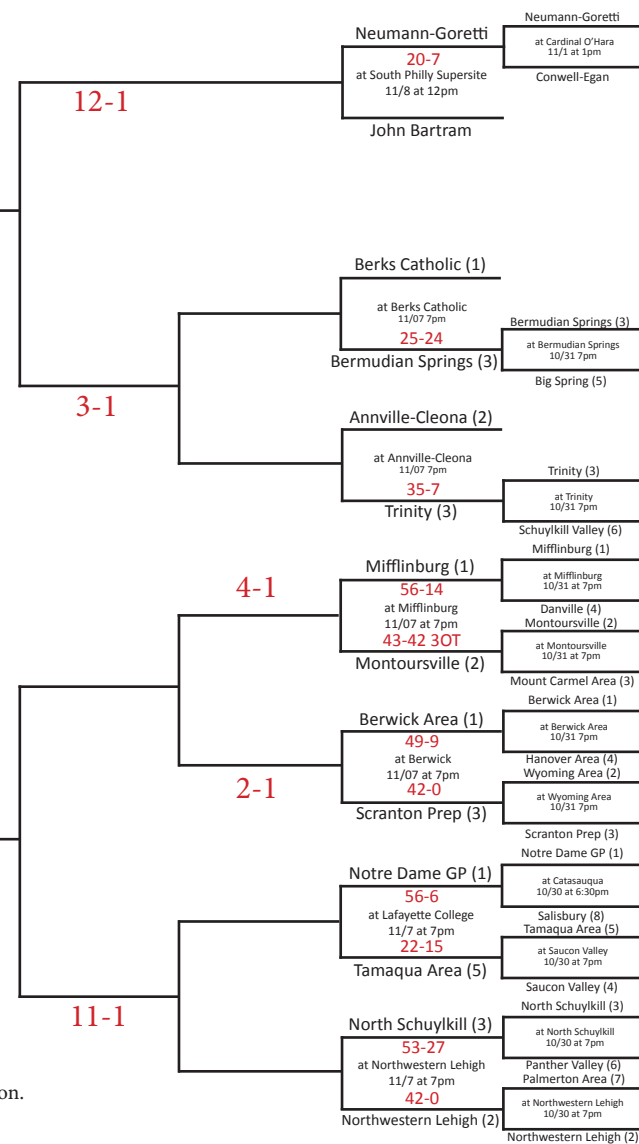 Neumann-Goretti
Neumann-Goretti
20-7
at South Philly Supersite
11/8 at 12pm
at Cardinal O'Hara
11/1 at 1pm
Conwell-Egan
12-1
John Bartram
Berks Catholic (1)
at Berks Catholic
11/07 7pm
25-24
Bermudian Springs (3)
Bermudian Springs (3)
at Bermudian Springs
10/31 7pm
Big Spring (5)
3-1
Annville-Cleona (2)
at Annville-Cleona
11/07 7pm
35-7
Trinity (3)
Trinity (3)
at Trinity
10/31 7pm
Schuylkill Valley (6)
4-1
Mifflinburg (1)
56-14
at Mifflinburg
11/07 at 7pm
43-42 3OT
Montoursville (2)
Mifflinburg (1)
at Mifflinburg
10/31 at 7pm
Danville (4)
Montoursville (2)
at Montoursville
10/31 at 7pm
Mount Carmel Area (3)
2-1
Berwick Area (1)
49-9
at Berwick
11/07 at 7pm
42-0
Scranton Prep (3)
Berwick Area (1)
at Berwick Area
10/31 7pm
Hanover Area (4)
Wyoming Area (2)
at Wyoming Area
10/31 7pm
Scranton Prep (3)
Notre Dame GP (1)
56-6
at Lafayette College
11/7 at 7pm
22-15
Tamaqua Area (5)
Notre Dame GP (1)
at Catasauqua
10/30 at 6:30pm
Salisbury (8)
Tamaqua Area (5)
at Saucon Valley
10/30 at 7pm
Saucon Valley (4)
11-1
North Schuylkill (3)
53-27
at Northwestern Lehigh
11/7 at 7pm
42-0
Northwestern Lehigh (2)
North Schuylkill (3)
at North Schuylkill
10/30 at 7pm
Panther Valley (6)
Palmerton Area (7)
at Northwestern Lehigh
10/30 at 7pm
Northwestern Lehigh (2)
on.